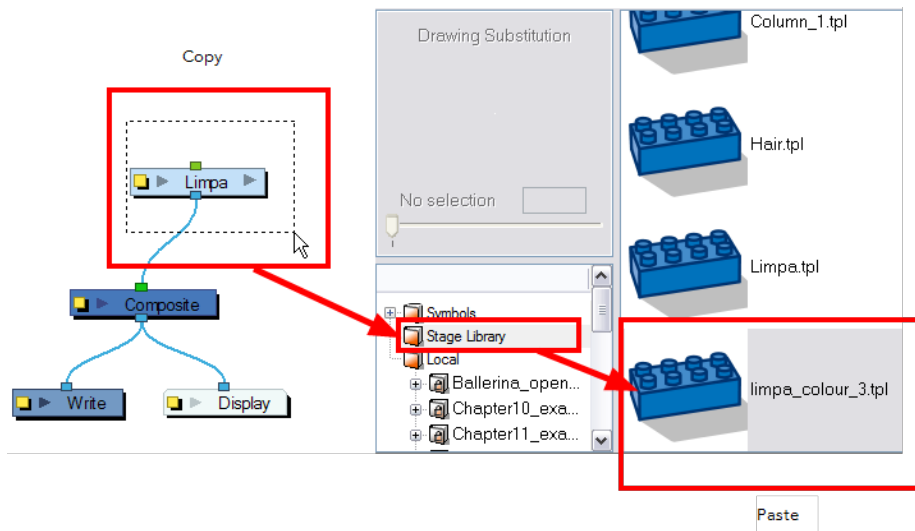 Copy
Limpa
Composite
Write
Display
Drawing Substitution
No selection
Symbols
Stage Library
Local
Ballerina_open...
Chapter10_exa...
Chapter11_exa...
Column_1.tpl
Hair.tpl
Limpa.tpl
limpa_colour_3.tpl
Paste